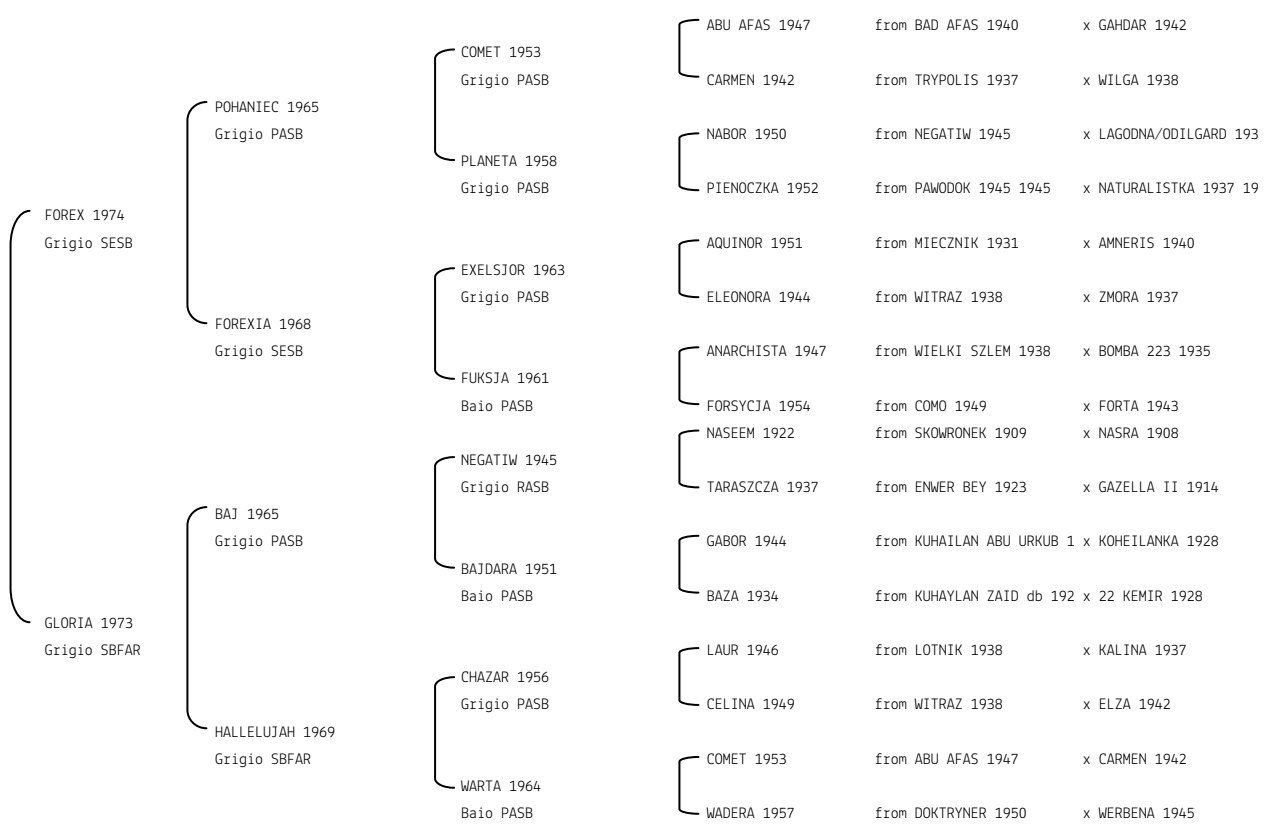 ABU AFAS 1947 from BAD AFAS 1940 x GAHDAR 1942
COMET 1953
Grigio PASB CARMEN 1942 from TRYPOLIS 1937 x WILGA 1938
POHANIEC 1965
Grigio PASB NABOR 1950 from NEGATIW 1945 x LAGODNA/ODILGARD 193
PLANETA 1958
Grigio PASB PIENOCZKA 1952 from PAWODOK 1945 1945 x NATURALISTKA 1937 19
FOREX 1974
Grigio SESB AQUINOR 1951 from MIECZNIK 1931 x AMNERIS 1940
EXELSJOR 1963
Grigio PASB ELEONORA 1944 from WITRAZ 1938 x ZMORA 1937
FOREXIA 1968
Grigio SESB ANARCHISTA 1947 from WIELKI SZLEM 1938 x BOMBA 223 1935
FUKSJA 1961
Baio PASB FORSYCJA 1954 from COMO 1949 x FORTA 1943
NASEEM 1922 from SKOWRONEK 1909 x NASRA 1908
NEGATIW 1945
Grigio RASB TARASZCZA 1937 from ENWER BEY 1923 x GAZELLA II 1914
BAJ 1965
Grigio PASB GABOR 1944 from KUHAILAN ABU URKUB 1 x KOHEILANKA 1928
BAJDARA 1951
Baio PASB BAZA 1934 from KUHAYLAN ZAID db 192 x 22 KEMIR 1928
GLORIA 1973
Grigio SBFAR LAUR 1946 from LOTNIK 1938 x KALINA 1937
CHAZAR 1956
Grigio PASB CELINA 1949 from WITRAZ 1938 x ELZA 1942
HALLELUJAH 1969
Grigio SBFAR COMET 1953 from ABU AFAS 1947 x CARMEN 1942
WARTA 1964
Baio PASB WADERA 1957 from DOKTRYNER 1950 x WERBENA 1945